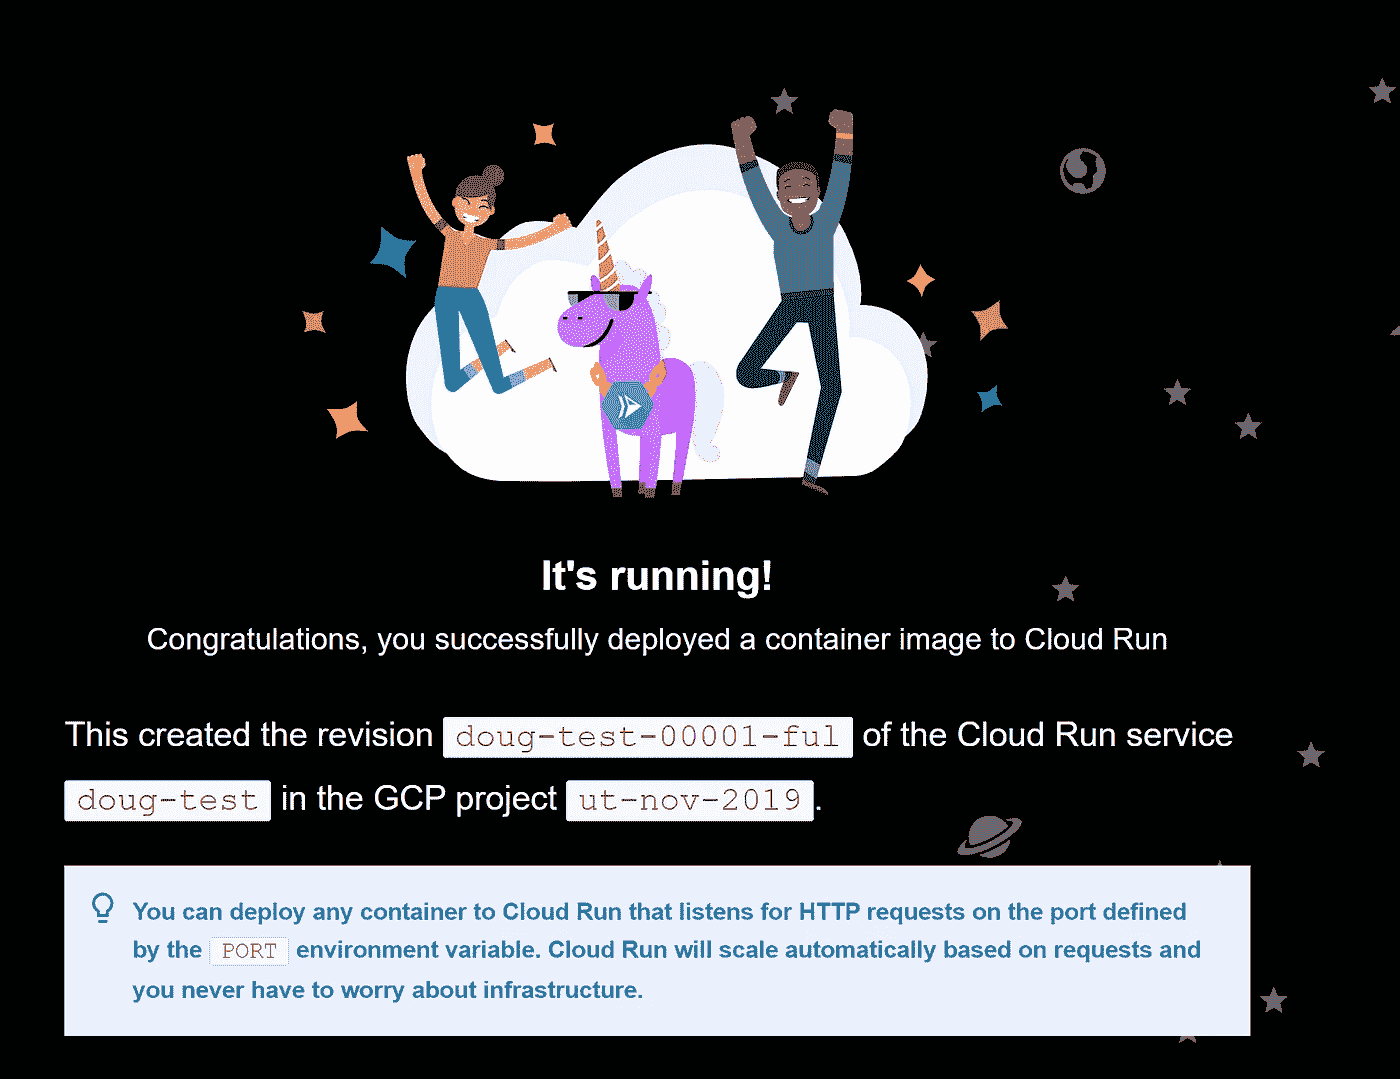 It's running!
Congratulations, you successfully deployed a container image to Cloud Run
This created the revision doug-test-00001-ful of the Cloud Run service
doug-test in the GCP project ut-nov-2019.
You can deploy any container to Cloud Run that listens for HTTP requests on the port defined
by the PORT environment variable. Cloud Run will scale automatically based on requests and
you never have to worry about infrastructure.